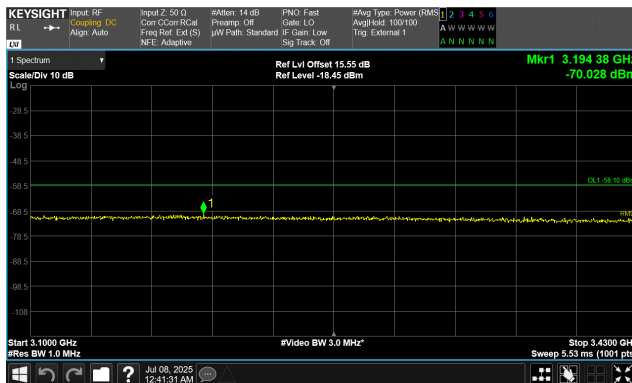 KEYSIGHT
RL
LXI
Input: RF
Coupling: DC
Align: Auto
Input Z: 50 Ω
Corr CCorr RCal
Freq Ref: Ext (S)
NFE: Adaptive
#Atten: 14 dB
Preamp: Off
µW Path: Standard
PNO: Fast
Gate: LO
IF Gain: Low
Sig Track: Off
#Avg Type: Power (RMS
Avg|Hold: 100/100
Trig: External 1
1 2 3 4 5 6
A W W W W W
A N N N N N
1 Spectrum
Scale/Div 10 dB
Log
Ref Lvl Offset 15.55 dB
Ref Level -18.45 dBm
Mkr1 3.194 38 GHz
-70.028 dBm
-28.5
-38.5
-48.5
-58.5
DL1 -58.10 dBm
1
-68.5
RMS
-78.5
-88.5
-98.5
-108
Start 3.1000 GHz
#Res BW 1.0 MHz
#Video BW 3.0 MHz*
Stop 3.4300 GHz
Sweep 5.53 ms (1001 pts)
?
Jul 08, 2025
12:41:31 AM